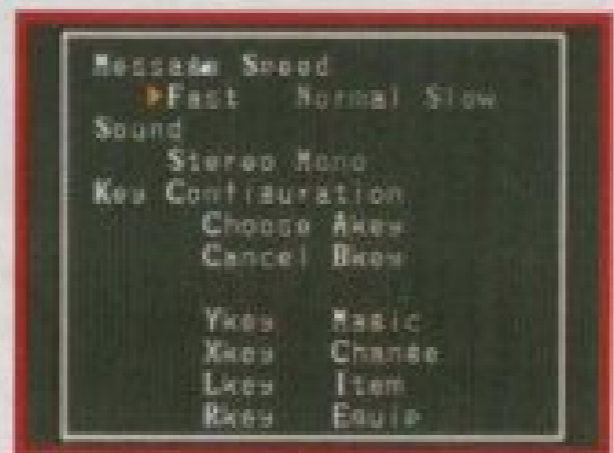 Message Speed
Fast Normal Slow
Sound
Stereo Mono
Key Configuration
Choose Akey
Cancel Bkey
Ykey Magic
Xkey Change
Lkey Item
Rkey Equip